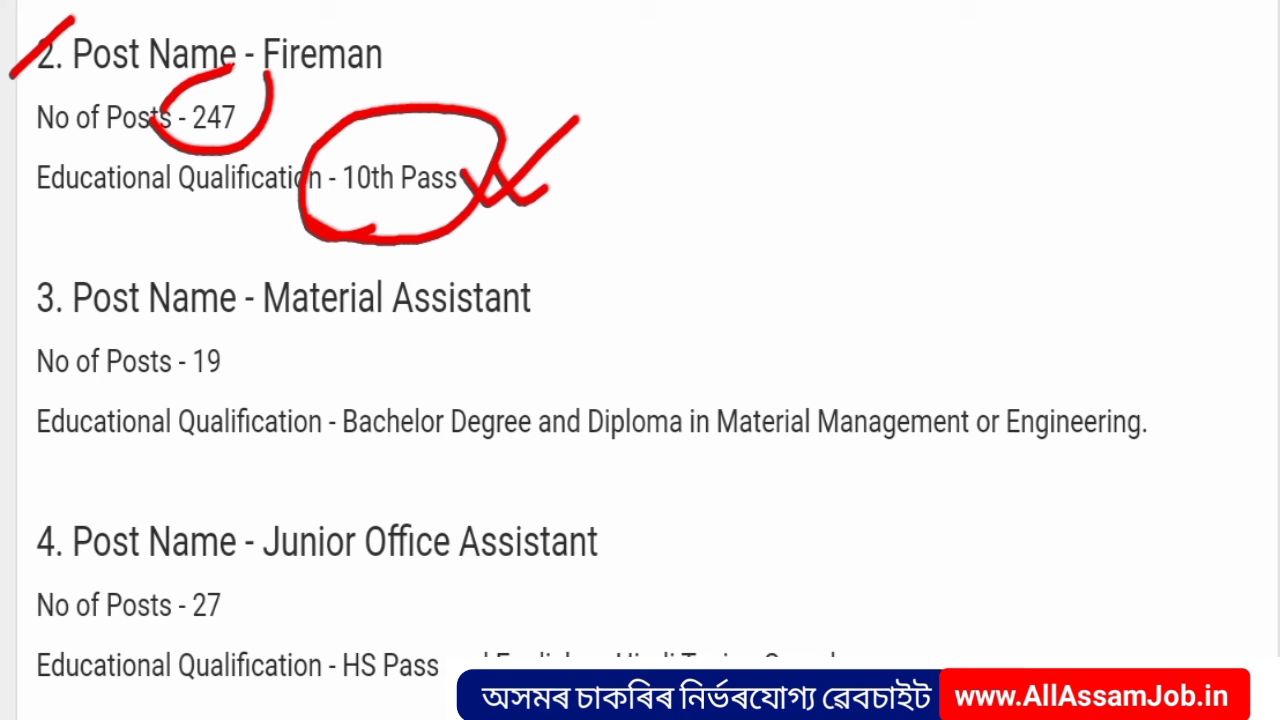 2. Post Name - Fireman
No of Posts - 247
Educational Qualification - 10th Pass
3. Post Name - Material Assistant
No of Posts - 19
Educational Qualification - Bachelor Degree and Diploma in Material Management or Engineering.
4. Post Name - Junior Office Assistant
No of Posts - 27
Educational Qualification - HS Pass
অসমৰ চাকৰিৰ নিৰ্ভৰযোগ্য ৱেবচাইট www.AllAssamJob.in